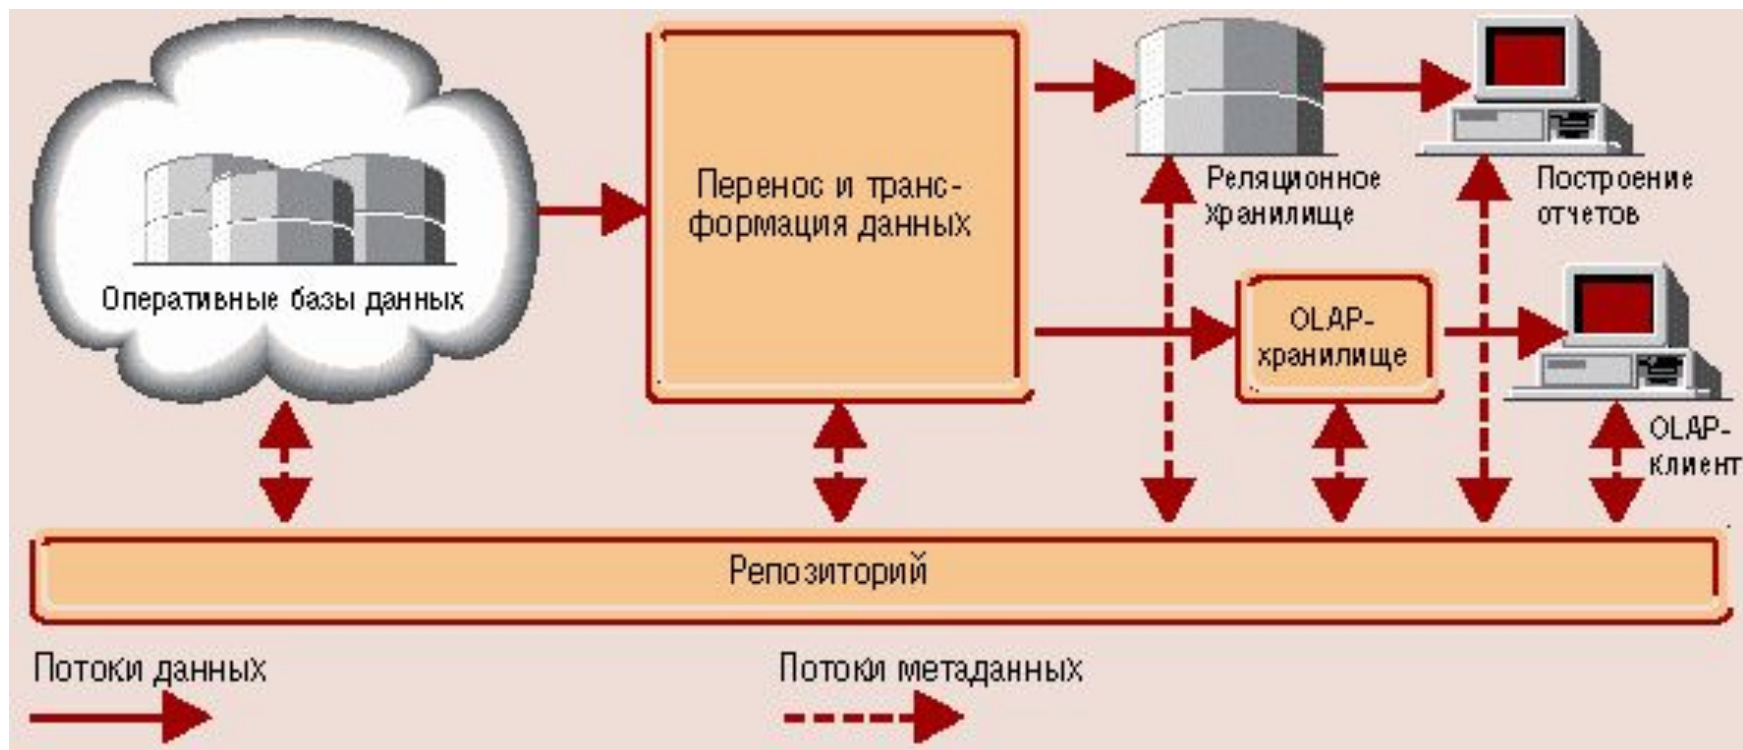 Перенос и транс-
формация данных
Оперативные базы данных
Реляционное
хранилище
Построение
отчетов
OLAP-
хранилище
OLAP-
клиент
Репозиторий
Потоки данных
Потоки метаданных